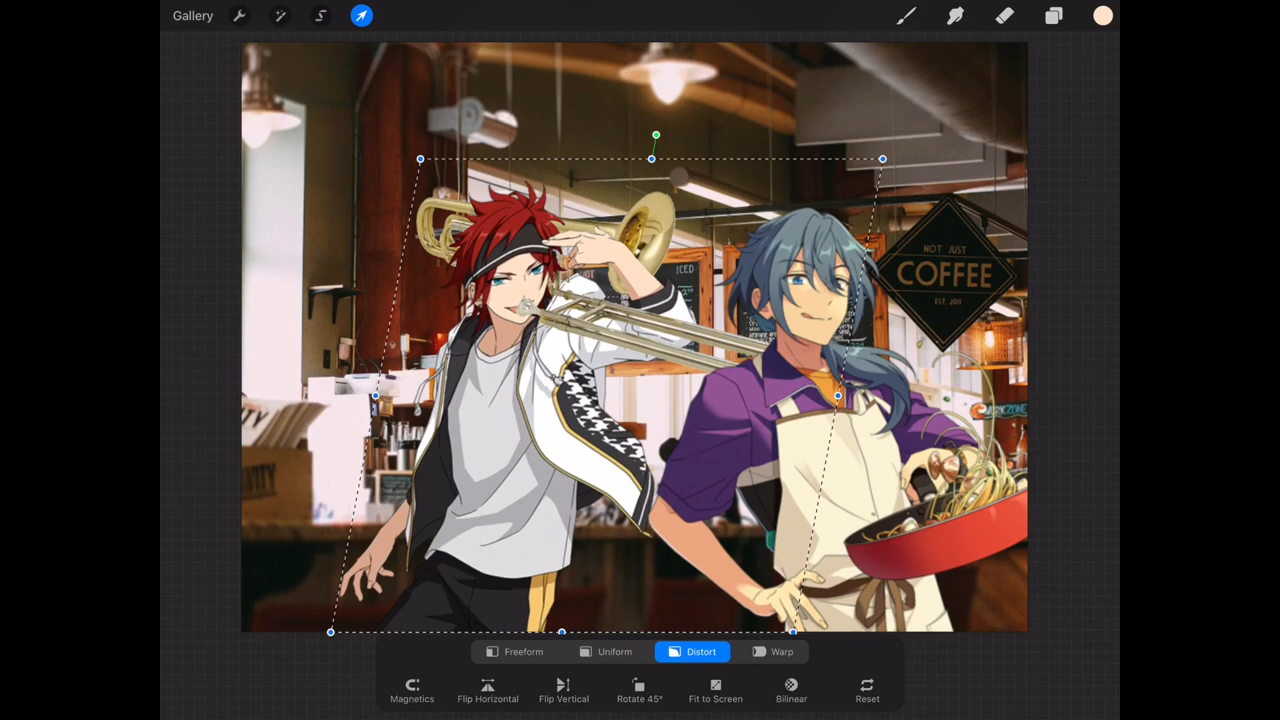 Gallery
ICED
NOT JUST
COFFEE
EST. 2011
Freeform
Uniform
Distort
Warp
Magnetics
Flip Horizontal
Flip Vertical
Rotate 45°
Fit to Screen
Bilinear
Reset